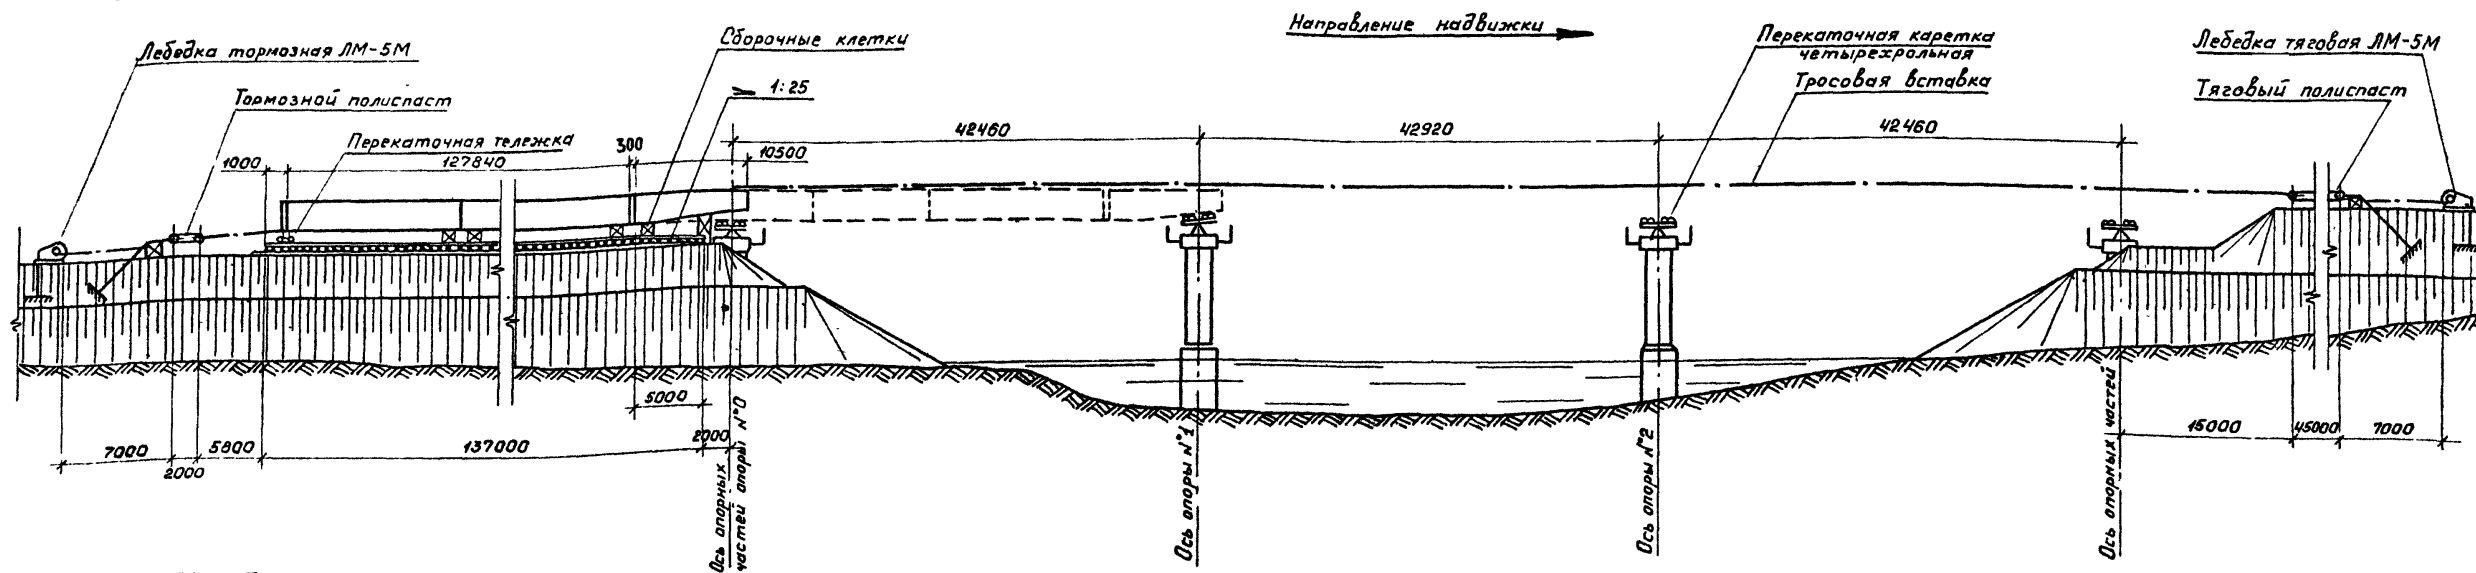 Направление надвижки
Лебедка тормозная ЛМ-5М
Сборочные клетки
Перекаточная каретка
четырехрольная
Лебедка тяговая ЛМ-5М
Тормозной полиспаст
1:25
Тросовая вставка
Тяговый полиспаст
Перекаточная тележка
42460
42920
42460
1000
127840
300
10500
5000
7000
2000
5800
137000
2000
15000
45000
7000
Ось опорных
частей опоры №0
Ось опоры №1
Ось опоры №2
Ось опорных частей